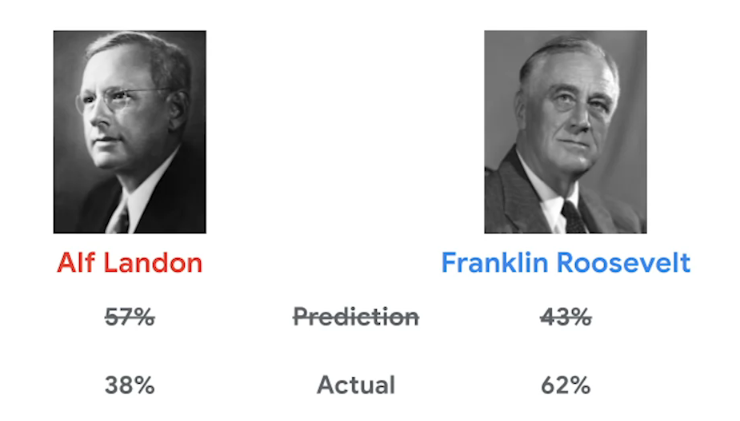 Alf Landon Franklin Roosevelt
57% Prediction 43%
38% Actual 62%